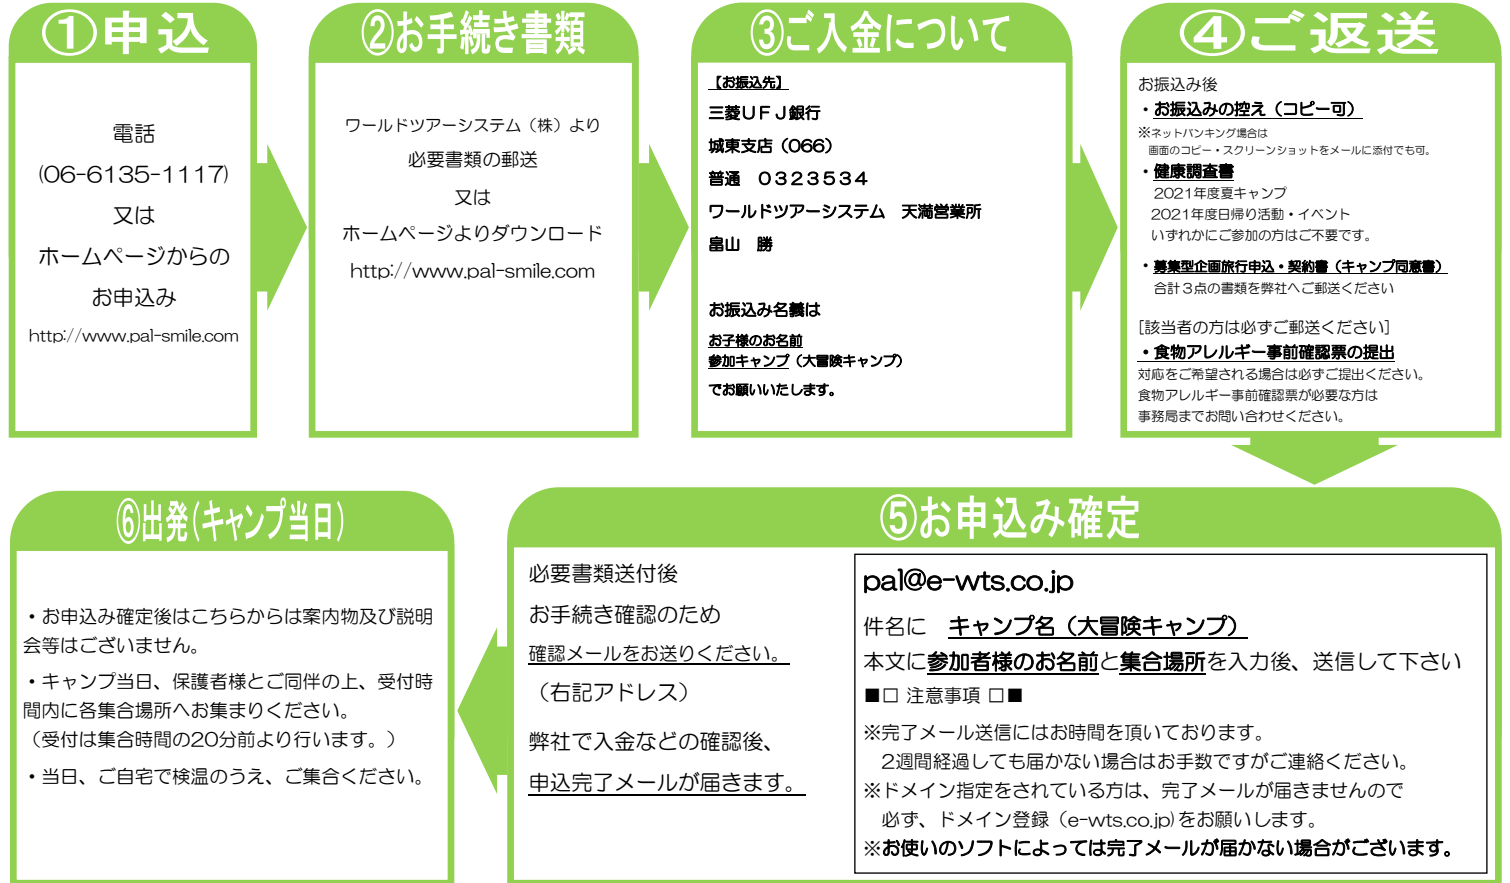 ①申込
電話
(06-6135-1117)
又は
ホームページからの
お申込み
http://www.pal-smile.com
②お手続き書類
ワールドツアーシステム（株）より
必要書類の郵送
又は
ホームページよりダウンロード
http://www.pal-smile.com
③ご入金について
【お振込先】
三菱ＵＦＪ銀行
城東支店（066）
普通　０３２３５３４
ワールドツアーシステム　天満営業所
畠山　勝
お振込み名義は
お子様のお名前
参加キャンプ（大冒険キャンプ）
でお願いいたします。
④ご返送
お振込み後
・お振込みの控え（コピー可）
※ネットバンキング場合は
画面のコピー・スクリーンショットをメールに添付でも可。
・健康調査書
2021年度夏キャンプ
2021年度日帰り活動・イベント
いずれかにご参加の方はご不要です。
・募集型企画旅行申込・契約書（キャンプ同意書）
合計３点の書類を弊社へご郵送ください
[該当者の方は必ずご郵送ください]
・食物アレルギー事前確認票の提出
対応をご希望される場合は必ずご提出ください。
食物アレルギー事前確認票が必要な方は
事務局までお問い合わせください。
⑤お申込み確定
必要書類送付後
お手続き確認のため
確認メールをお送りください。
（右記アドレス）
弊社で入金などの確認後、
申込完了メールが届きます。
pal@e-wts.co.jp
件名に　キャンプ名（大冒険キャンプ）
本文に参加者様のお名前と集合場所を入力後、送信して下さい
■□ 注意事項 □■
※完了メール送信にはお時間を頂いております。
2週間経過しても届かない場合はお手数ですがご連絡ください。
※ドメイン指定をされている方は、完了メールが届きませんので
必ず、ドメイン登録（e-wts.co.jp)をお願いします。
※お使いのソフトによっては完了メールが届かない場合がございます。
⑥出発(キャンプ当日)
・お申込み確定後はこちらからは案内物及び説明
会等はございません。
・キャンプ当日、保護者様とご同伴の上、受付時
間内に各集合場所へお集まりください。
（受付は集合時間の20分前より行います。）
・当日、ご自宅で検温のうえ、ご集合ください。